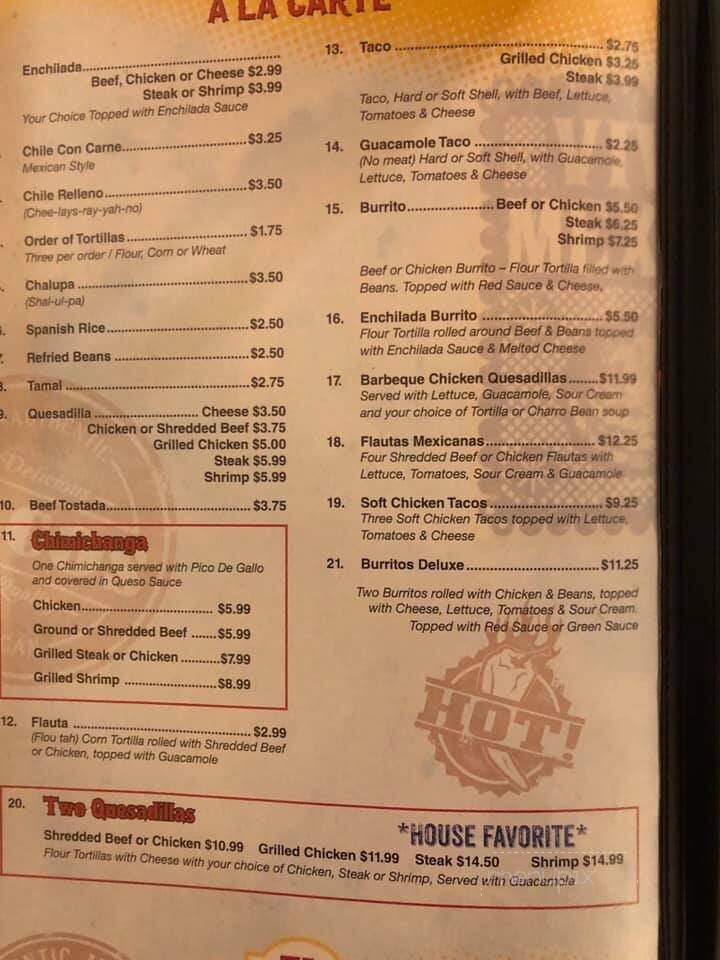 A LA CARTE
Enchilada..............................................
Beef, Chicken or Cheese $2.99
Steak or Shrimp $3.99
Your Choice Topped with Enchilada Sauce
Chile Con Carne.............................. $3.25
Mexican Style
Chile Relleno.................................. $3.50
(Chee-lays-ray-yah-no)
Order of Tortillas............................ $1.75
Three per order / Flour, Corn or Wheat
Chalupa ........................................ $3.50
(Shal-ul-pa)
Spanish Rice.................................. $2.50
Refried Beans ................................ $2.50
Tamal ............................................ $2.75
Quesadilla ........................ Cheese $3.50
Chicken or Shredded Beef $3.75
Grilled Chicken $5.00
Steak $5.99
Shrimp $5.99
10. Beef Tostada.................................. $3.75
11. Chimichanga
One Chimichanga served with Pico De Gallo
and covered in Queso Sauce
Chicken............................... $5.99
Ground or Shredded Beef ......$5.99
Grilled Steak or Chicken .........$7.99
Grilled Shrimp .....................$8.99
12. Flauta .......................................... $2.99
(Flou tah) Corn Tortilla rolled with Shredded Beef
or Chicken, topped with Guacamole
13. Taco .................................................. $2.75
Grilled Chicken $3.25
Steak $3.99
Taco, Hard or Soft Shell, with Beef, Lettuce,
Tomatoes & Cheese
14. Guacamole Taco ............................... $2.25
(No meat) Hard or Soft Shell, with Guacamole,
Lettuce, Tomatoes & Cheese
15. Burrito...................... Beef or Chicken $5.50
Steak $6.25
Shrimp $7.25
Beef or Chicken Burrito – Flour Tortilla filled with
Beans. Topped with Red Sauce & Cheese.
16. Enchilada Burrito ............................. $5.50
Flour Tortilla rolled around Beef & Beans topped
with Enchilada Sauce & Melted Cheese
17. Barbeque Chicken Quesadillas.......$11.99
Served with Lettuce, Guacamole, Sour Cream
and your choice of Tortilla or Charro Bean soup
18. Flautas Mexicanas........................... $12.25
Four Shredded Beef or Chicken Flautas with
Lettuce, Tomatoes, Sour Cream & Guacamole
19. Soft Chicken Tacos........................... $9.25
Three Soft Chicken Tacos topped with Lettuce,
Tomatoes & Cheese
21. Burritos Deluxe................................ $11.25
Two Burritos rolled with Chicken & Beans, topped
with Cheese, Lettuce, Tomatoes & Sour Cream.
Topped with Red Sauce or Green Sauce
HOT!
20. Two Quesadillas
*HOUSE FAVORITE*
Shredded Beef or Chicken $10.99 Grilled Chicken $11.99 Steak $14.50 Shrimp $14.99
Flour Tortillas with Cheese with your choice of Chicken, Steak or Shrimp, Served with Guacamole
menupix